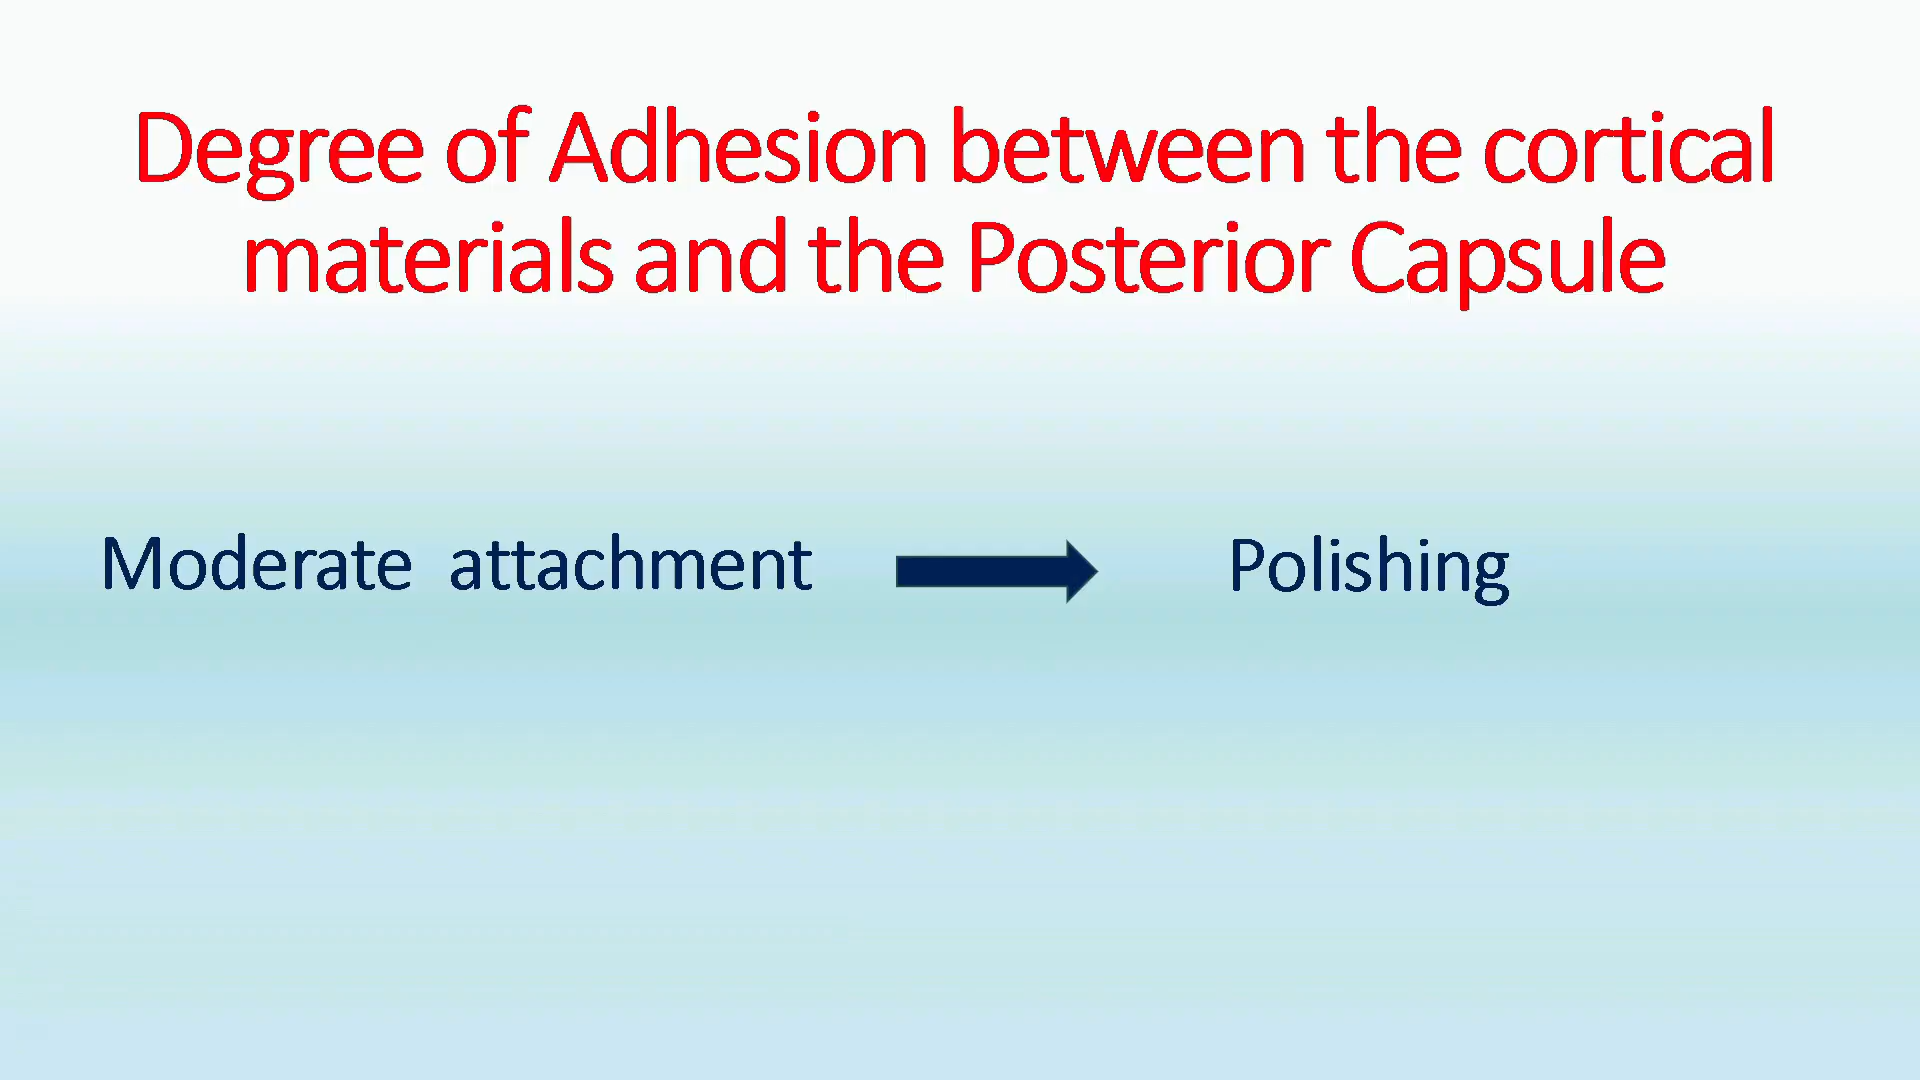 Degree of Adhesion between the cortical
materials and the Posterior Capsule
Moderate attachment Polishing